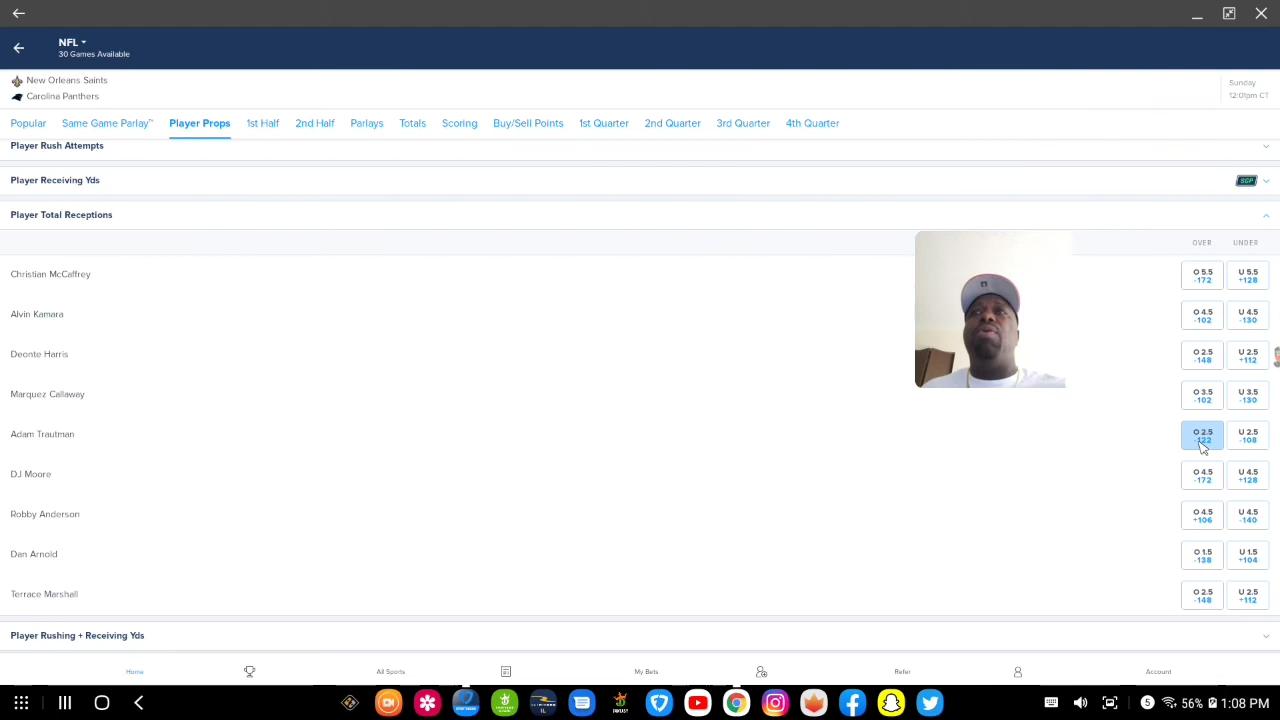 NFL
30 Games Available
New Orleans Saints
Carolina Panthers
Sunday
12:01pm CT
Popular Same Game Parlay™ Player Props 1st Half 2nd Half Parlays Totals Scoring Buy/Sell Points 1st Quarter 2nd Quarter 3rd Quarter 4th Quarter
Player Rush Attempts
Player Receiving Yds SGP
Player Total Receptions
OVER UNDER
Christian McCaffrey O 5.5 -172 U 5.5 +128
Alvin Kamara O 4.5 -102 U 4.5 -130
Deonte Harris O 2.5 -148 U 2.5 +112
Marquez Callaway O 3.5 -102 U 3.5 -130
Adam Trautman O 2.5 -122 U 2.5 -108
DJ Moore O 4.5 -172 U 4.5 +128
Robby Anderson O 4.5 +106 U 4.5 -140
Dan Arnold O 1.5 -138 U 1.5 +104
Terrace Marshall O 2.5 -148 U 2.5 +112
Player Rushing + Receiving Yds
Home All Sports My Bets Refer Account
5 56% 1:08 PM